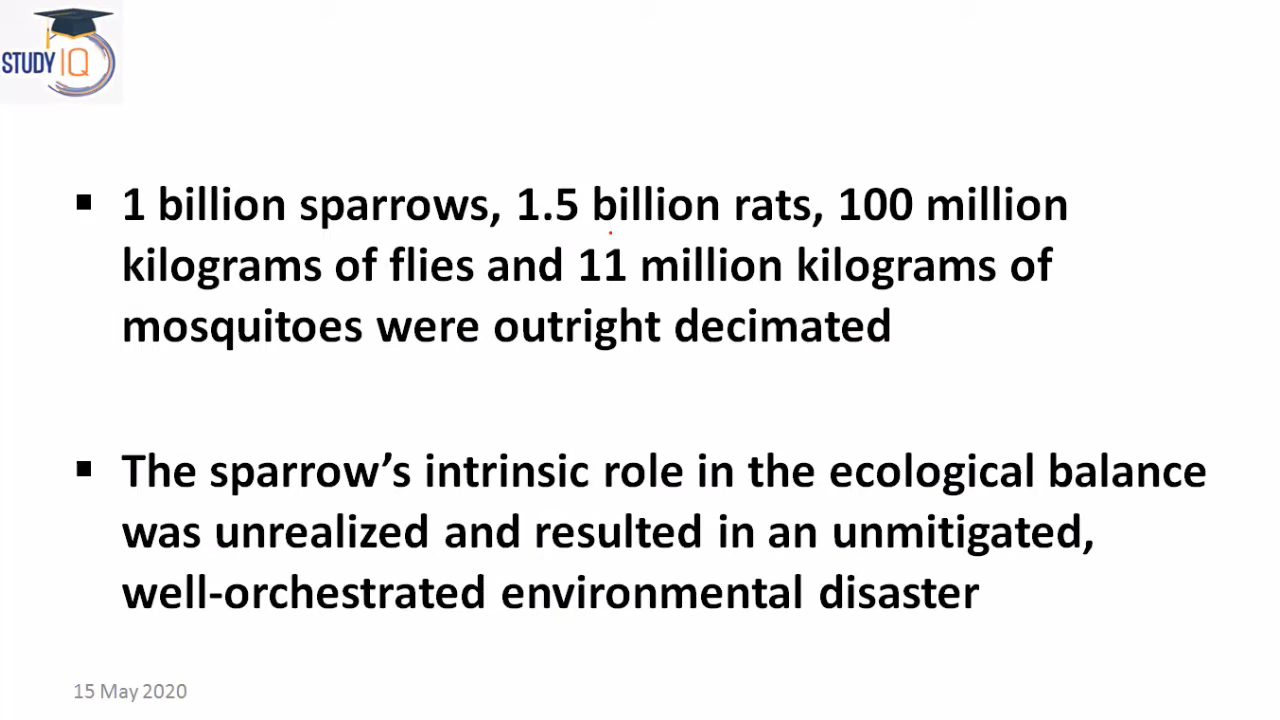 STUDY IQ
▪ 1 billion sparrows, 1.5 billion rats, 100 million
kilograms of flies and 11 million kilograms of
mosquitoes were outright decimated
▪ The sparrow’s intrinsic role in the ecological balance
was unrealized and resulted in an unmitigated,
well-orchestrated environmental disaster
15 May 2020